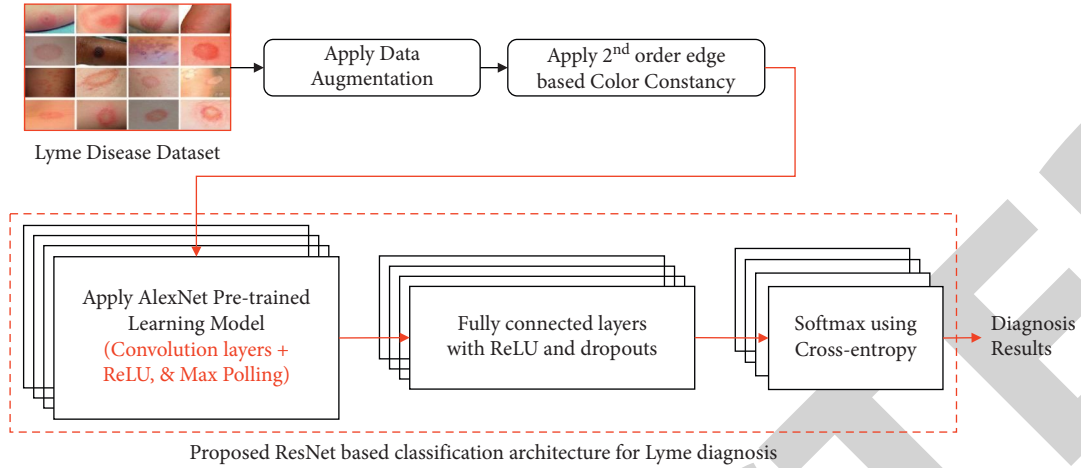 Lyme Disease Dataset
Apply Data
Augmentation
Apply 2nd order edge
based Color Constancy
Apply AlexNet Pre-trained
Learning Model
(Convolution layers +
ReLU, & Max Polling)
Fully connected layers
with ReLU and dropouts
Softmax using
Cross-entropy
Diagnosis
Results
Proposed ResNet based classification architecture for Lyme diagnosis